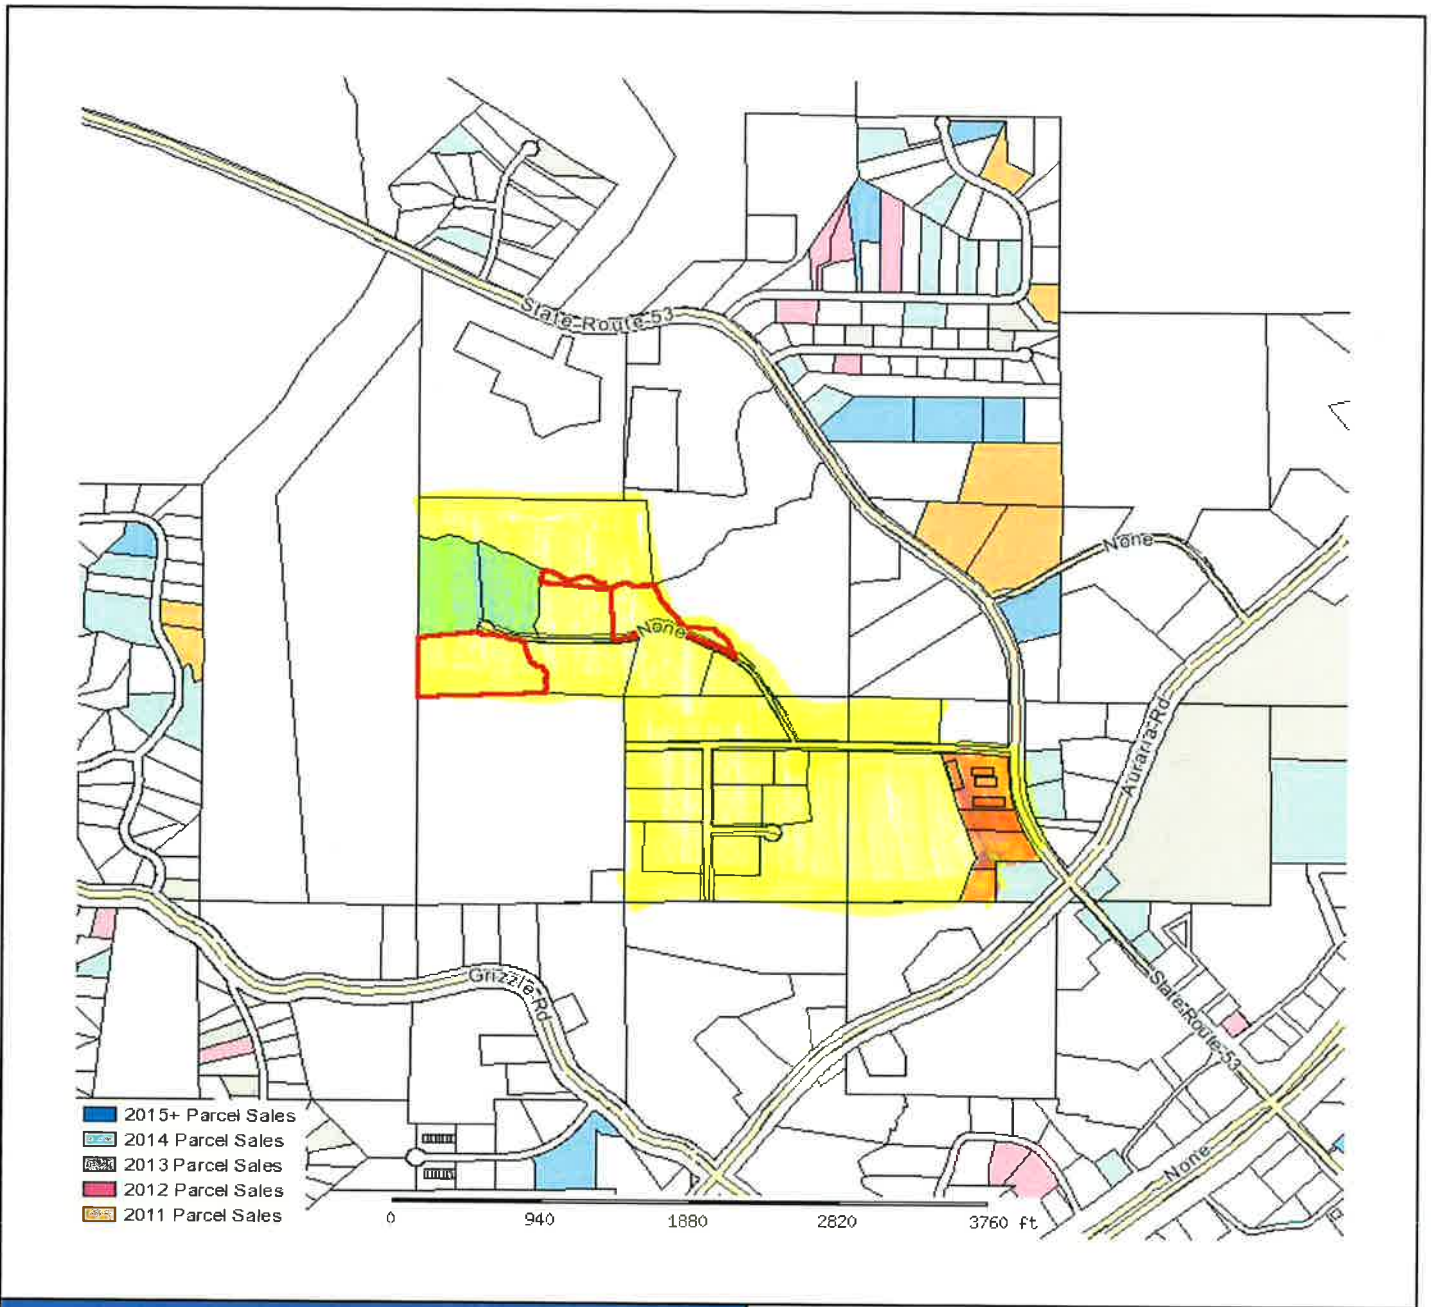 State Route 53
None
None
Auraria Rd
Grizzle Rd
State Route 53
None
2015+ Parcel Sales
2014 Parcel Sales
2013 Parcel Sales
2012 Parcel Sales
2011 Parcel Sales
0 940 1880 2820 3760 ft